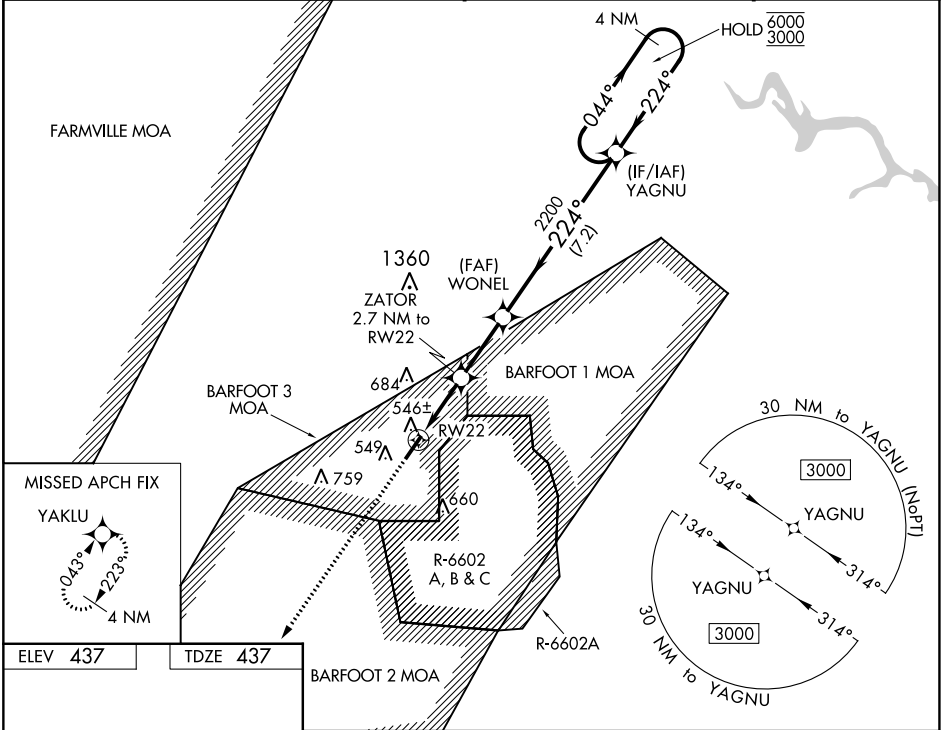 4 NM
HOLD 6000
3000
044°
224°
FARMVILLE MOA
(IF/IAF)
YAGNU
2200
224°
(7.2)
1360
(FAF)
WONEL
ZATOR
2.7 NM to
RW22
BARFOOT 1 MOA
BARFOOT 3
MOA
684
546±
RW22
549
759
660
R-6602
A, B & C
R-6602A
BARFOOT 2 MOA
30 NM to YAGNU (NoPT)
3000
134°
YAGNU
314°
134°
YAGNU
314°
3000
30 NM to YAGNU
MISSED APCH FIX
YAKLU
043°
223°
4 NM
ELEV 437
TDZE 437